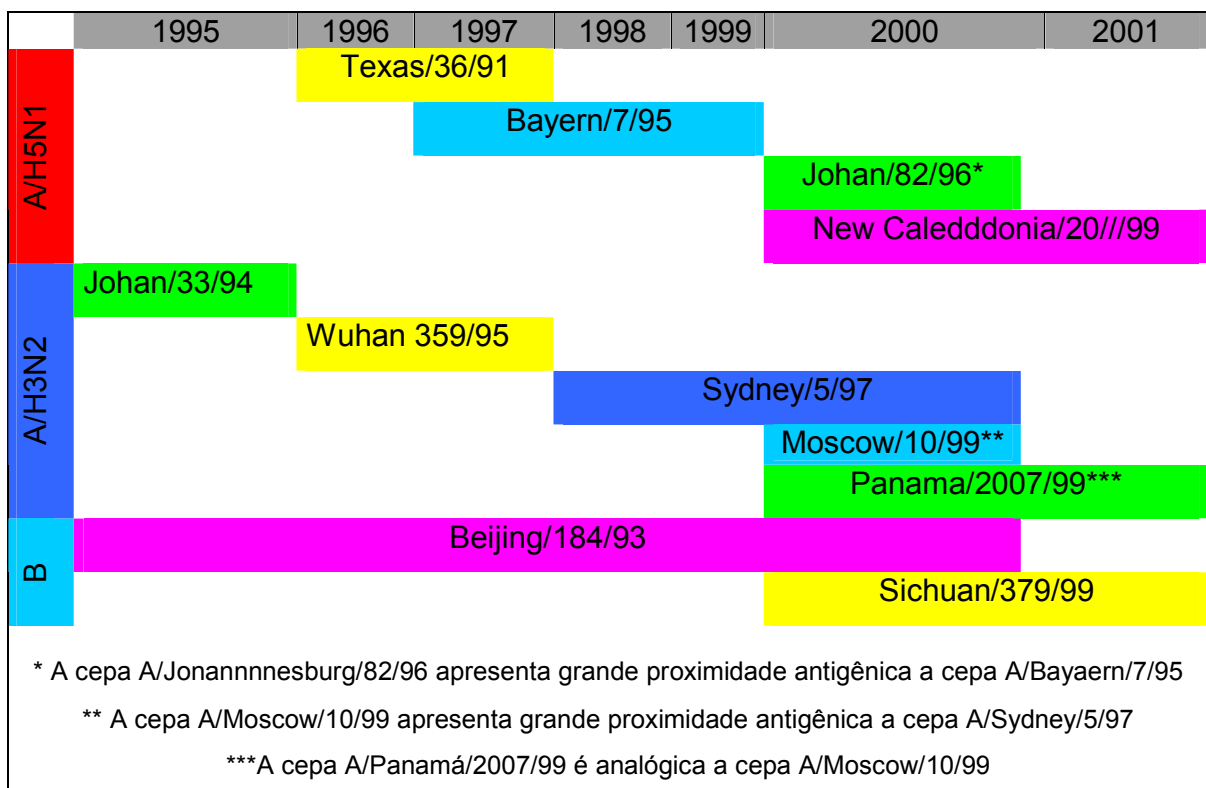 1995 1996 1997 1998 1999 2000 2001
A/H5N1
Texas/36/91
Bayern/7/95
Johan/82/96*
New Caledddonia/20///99
A/H3N2
Johan/33/94
Wuhan 359/95
Sydney/5/97
Moscow/10/99**
Panama/2007/99***
B
Beijing/184/93
Sichuan/379/99
* A cepa A/Jonannnnesburg/82/96 apresenta grande proximidade antigênica a cepa A/Bayaern/7/95
** A cepa A/Moscow/10/99 apresenta grande proximidade antigênica a cepa A/Sydney/5/97
***A cepa A/Panamá/2007/99 é analógica a cepa A/Moscow/10/99